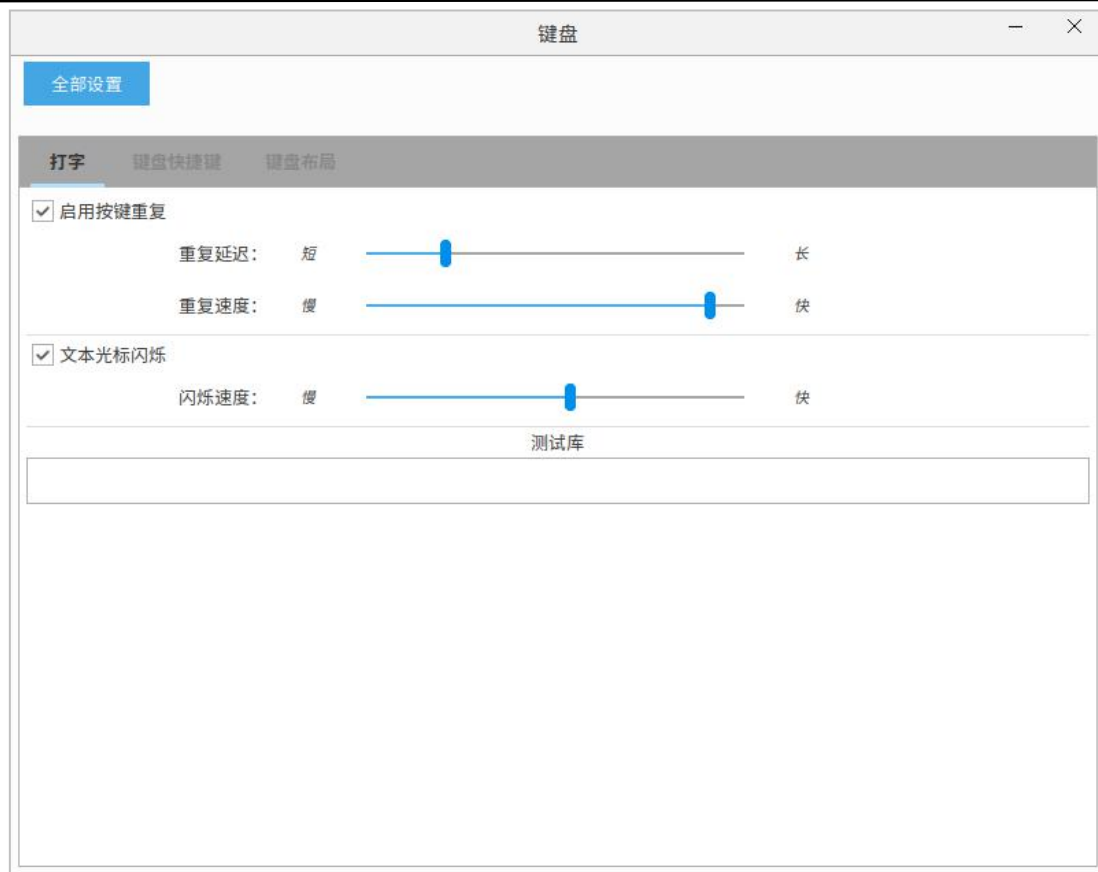 键盘
全部设置
打字 键盘快捷键 键盘布局
启用按键重复
重复延迟： 短 长
重复速度： 慢 快
文本光标闪烁
闪烁速度： 慢 快
测试库